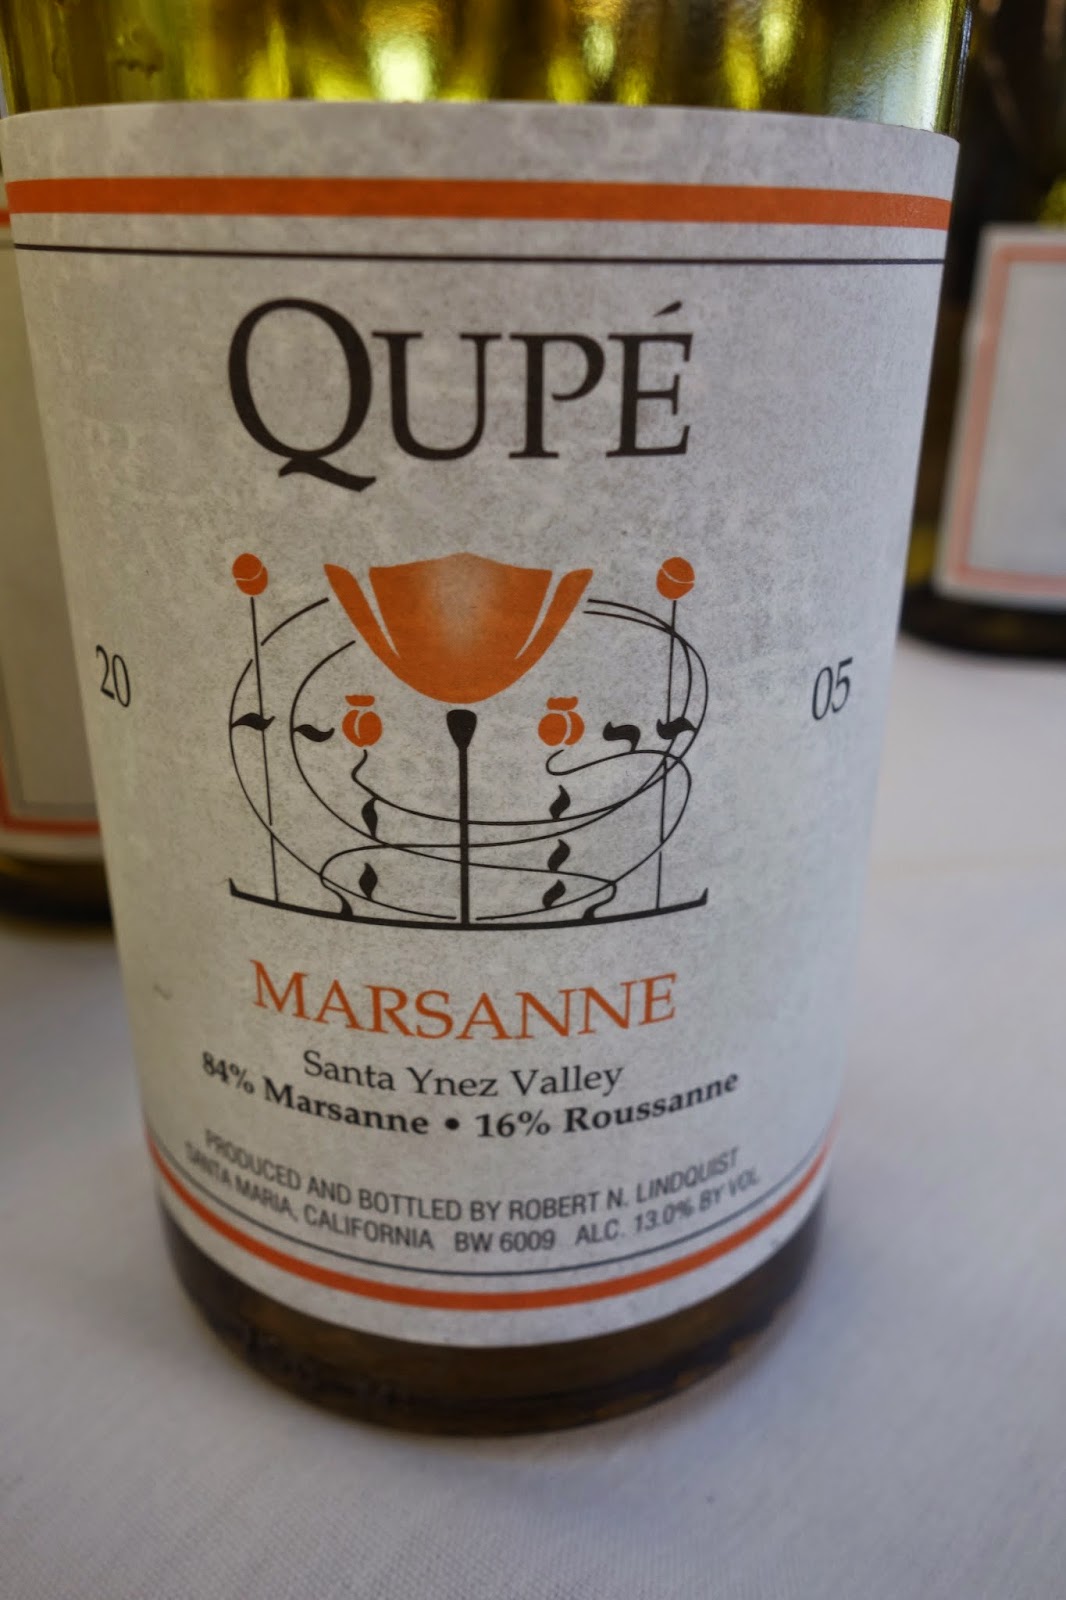 QUPÉ
20 05
MARSANNE
Santa Ynez Valley
84% Marsanne • 16% Roussanne
PRODUCED AND BOTTLED BY ROBERT N. LINDQUIST
SANTA MARIA, CALIFORNIA BW 6009 ALC. 13.0% BY VOL